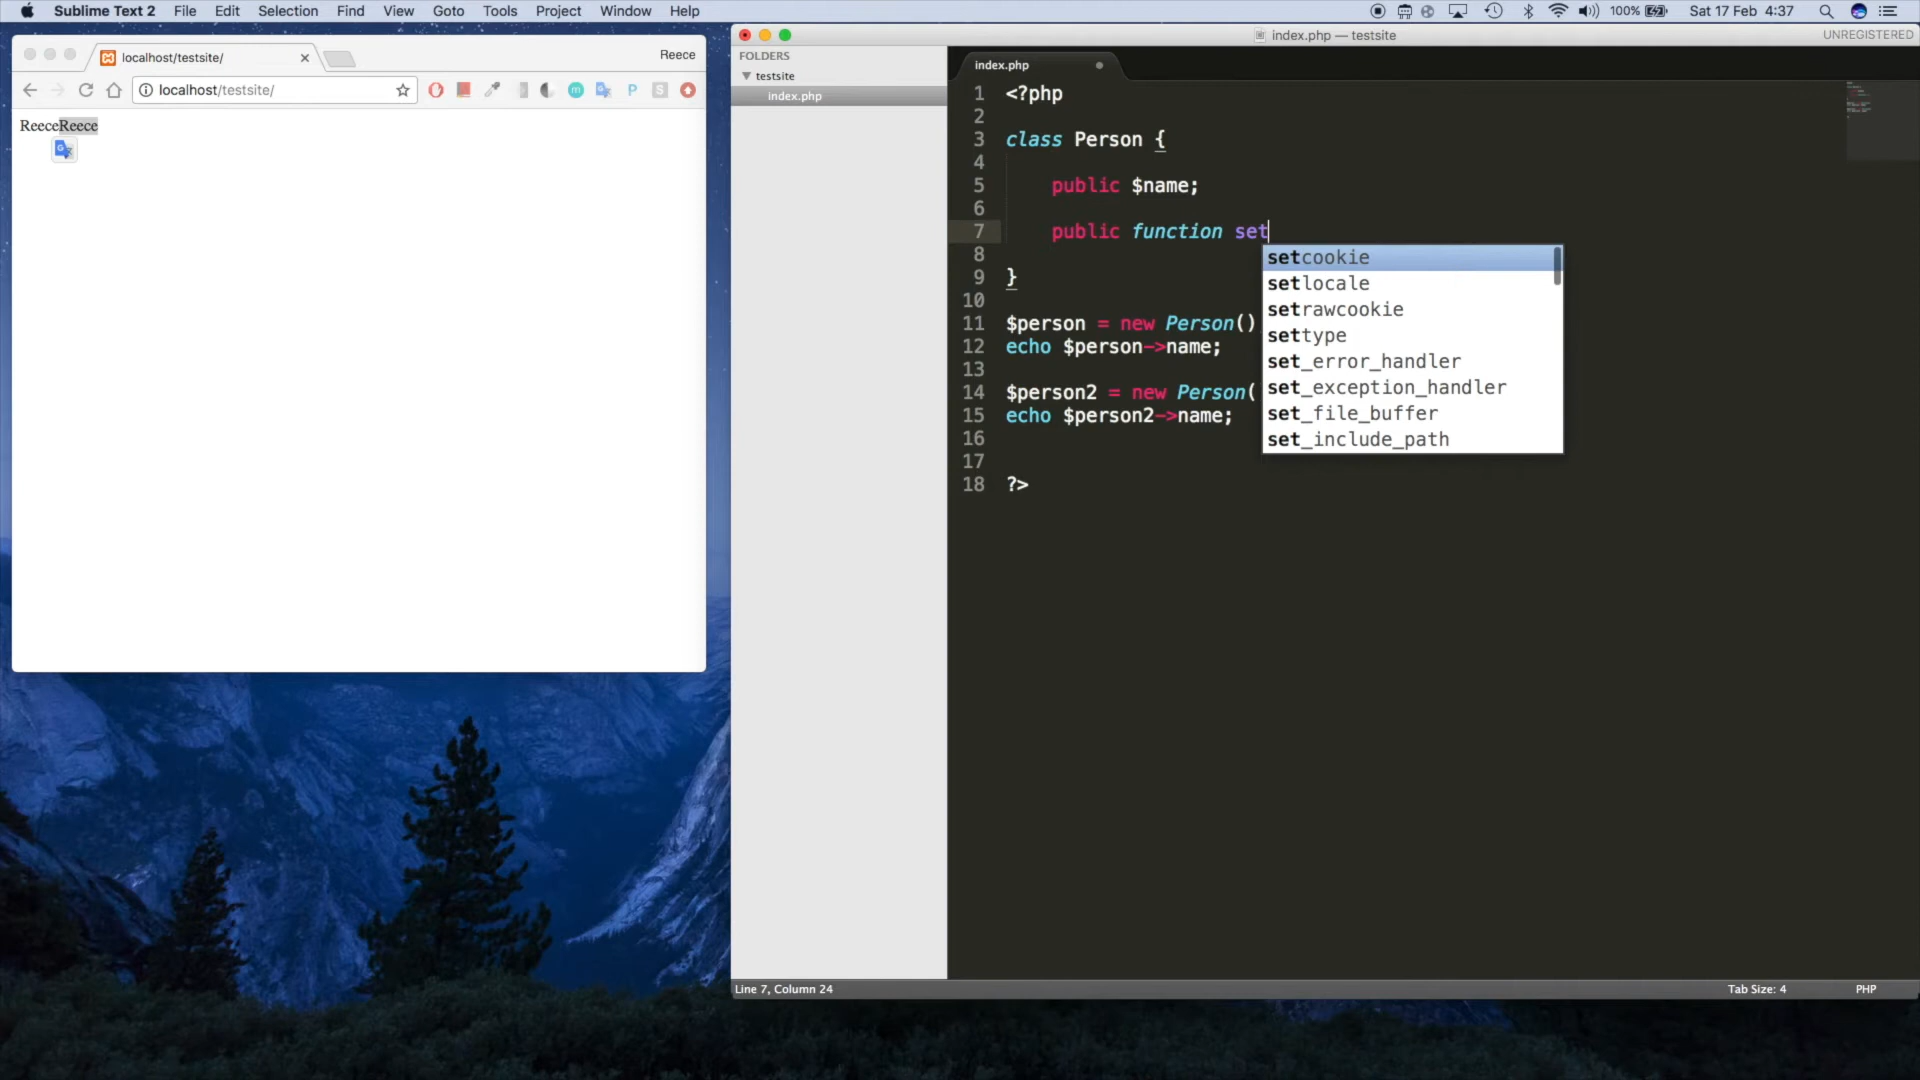 Sublime Text 2 File Edit Selection Find View Goto Tools Project Window Help 100% Sat 17 Feb 4:37
localhost/testsite/ Reece
localhost/testsite/
ReeceReece
index.php — testsite UNREGISTERED
FOLDERS
testsite
index.php
index.php
1 <?php
2
3 class Person {
4
5 public $name;
6
7 public function set
8
9 }
10
11 $person = new Person()
12 echo $person->name;
13
14 $person2 = new Person(
15 echo $person2->name;
16
17
18 ?>
setcookie
setlocale
setrawcookie
settype
set_error_handler
set_exception_handler
set_file_buffer
set_include_path
Line 7, Column 24 Tab Size: 4 PHP